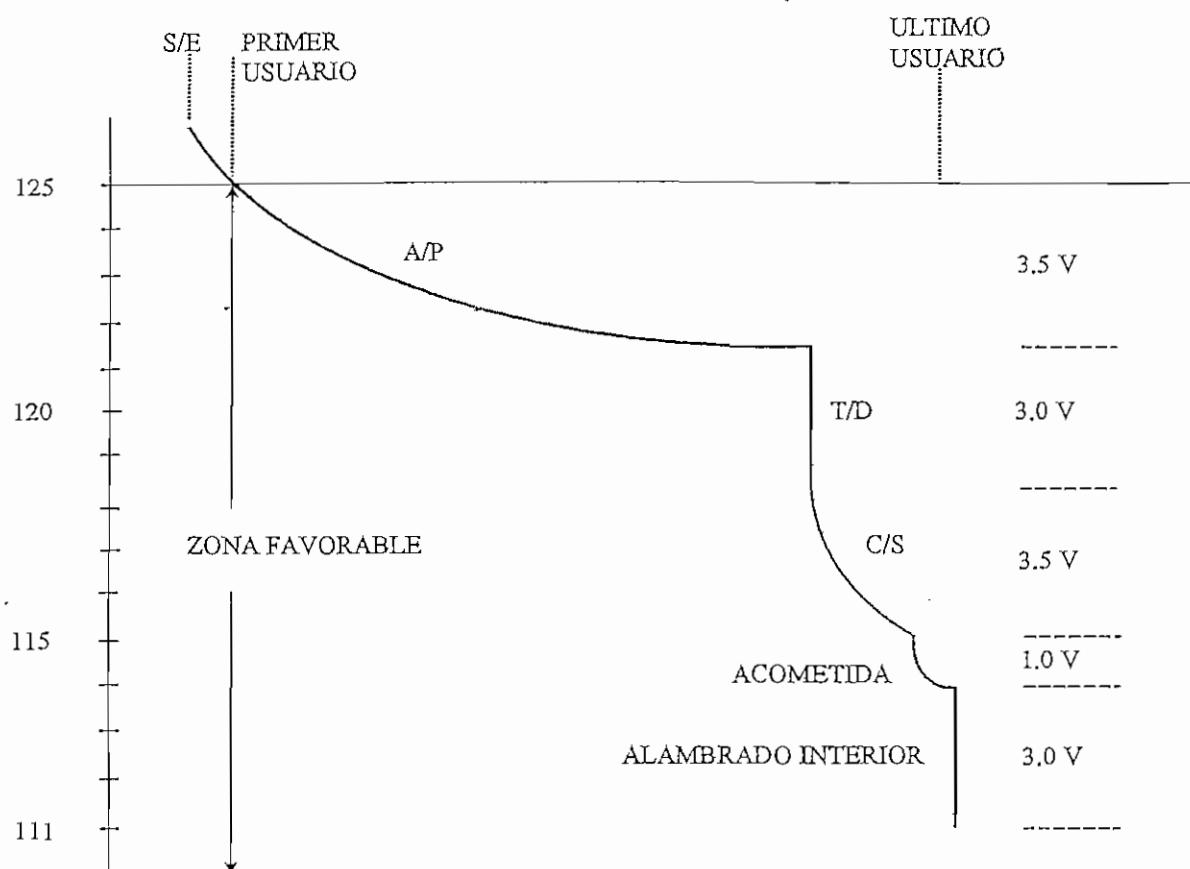 S/E
PRIMER
USUARIO
ULTIMO
USUARIO
125
A/P
3.5 V
120
T/D
3.0 V
ZONA FAVORABLE
C/S
3.5 V
115
1.0 V
ACOMETIDA
ALAMBRADO INTERIOR
3.0 V
111